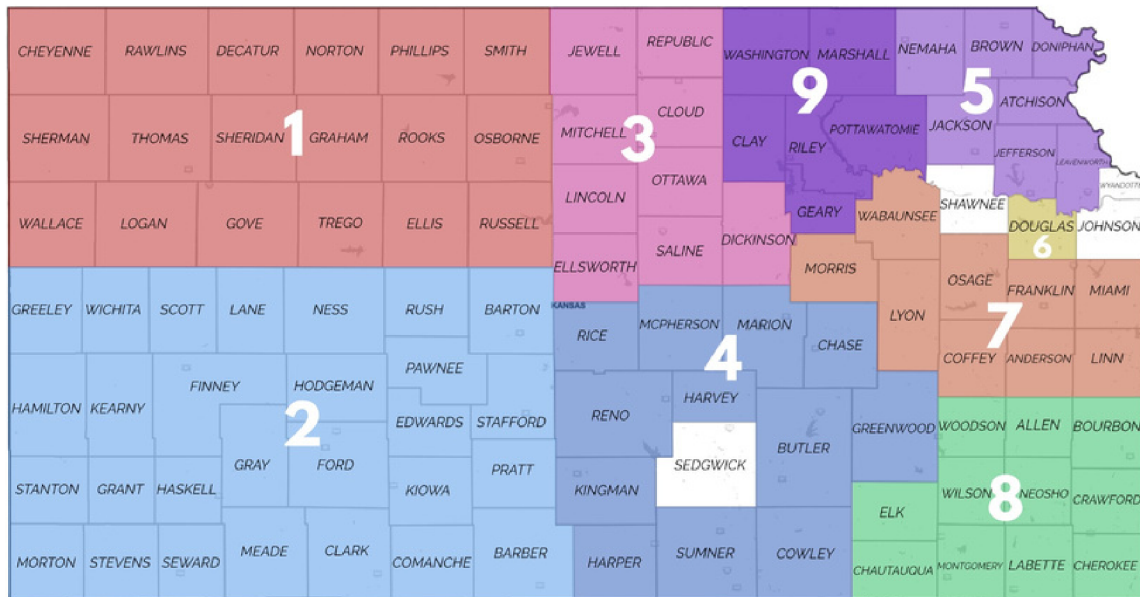 CHEYENNE RAWLINS DECATUR NORTON PHILLIPS SMITH JEWELL REPUBLIC WASHINGTON MARSHALL NEMAHA BROWN DONIPHAN
9 5
SHERMAN THOMAS SHERIDAN 1 GRAHAM ROOKS OSBORNE MITCHELL 3 CLOUD CLAY RILEY POTTAWATOMIE JACKSON ATCHISON
JEFFERSON LEAVENWORTH
WALLACE LOGAN GOVE TREGO ELLIS RUSSELL LINCOLN OTTAWA GEARY WABAUNSEE SHAWNEE WYANDOTTE
DOUGLAS JOHNSON
6
ELLSWORTH SALINE DICKINSON MORRIS OSAGE FRANKLIN MIAMI
KANSAS
GREELEY WICHITA SCOTT LANE NESS RUSH BARTON RICE MCPHERSON MARION CHASE LYON 7
4
PAWNEE COFFEY ANDERSON LINN
HAMILTON KEARNY FINNEY HODGEMAN 2 EDWARDS STAFFORD RENO HARVEY BUTLER GREENWOOD WOODSON ALLEN BOURBON
GRAY FORD PRATT SEDGWICK
STANTON GRANT HASKELL KIOWA KINGMAN ELK WILSON 8 NEOSHO CRAWFORD
MORTON STEVENS SEWARD MEADE CLARK COMANCHE BARBER HARPER SUMNER COWLEY CHAUTAUQUA MONTGOMERY LABETTE CHEROKEE